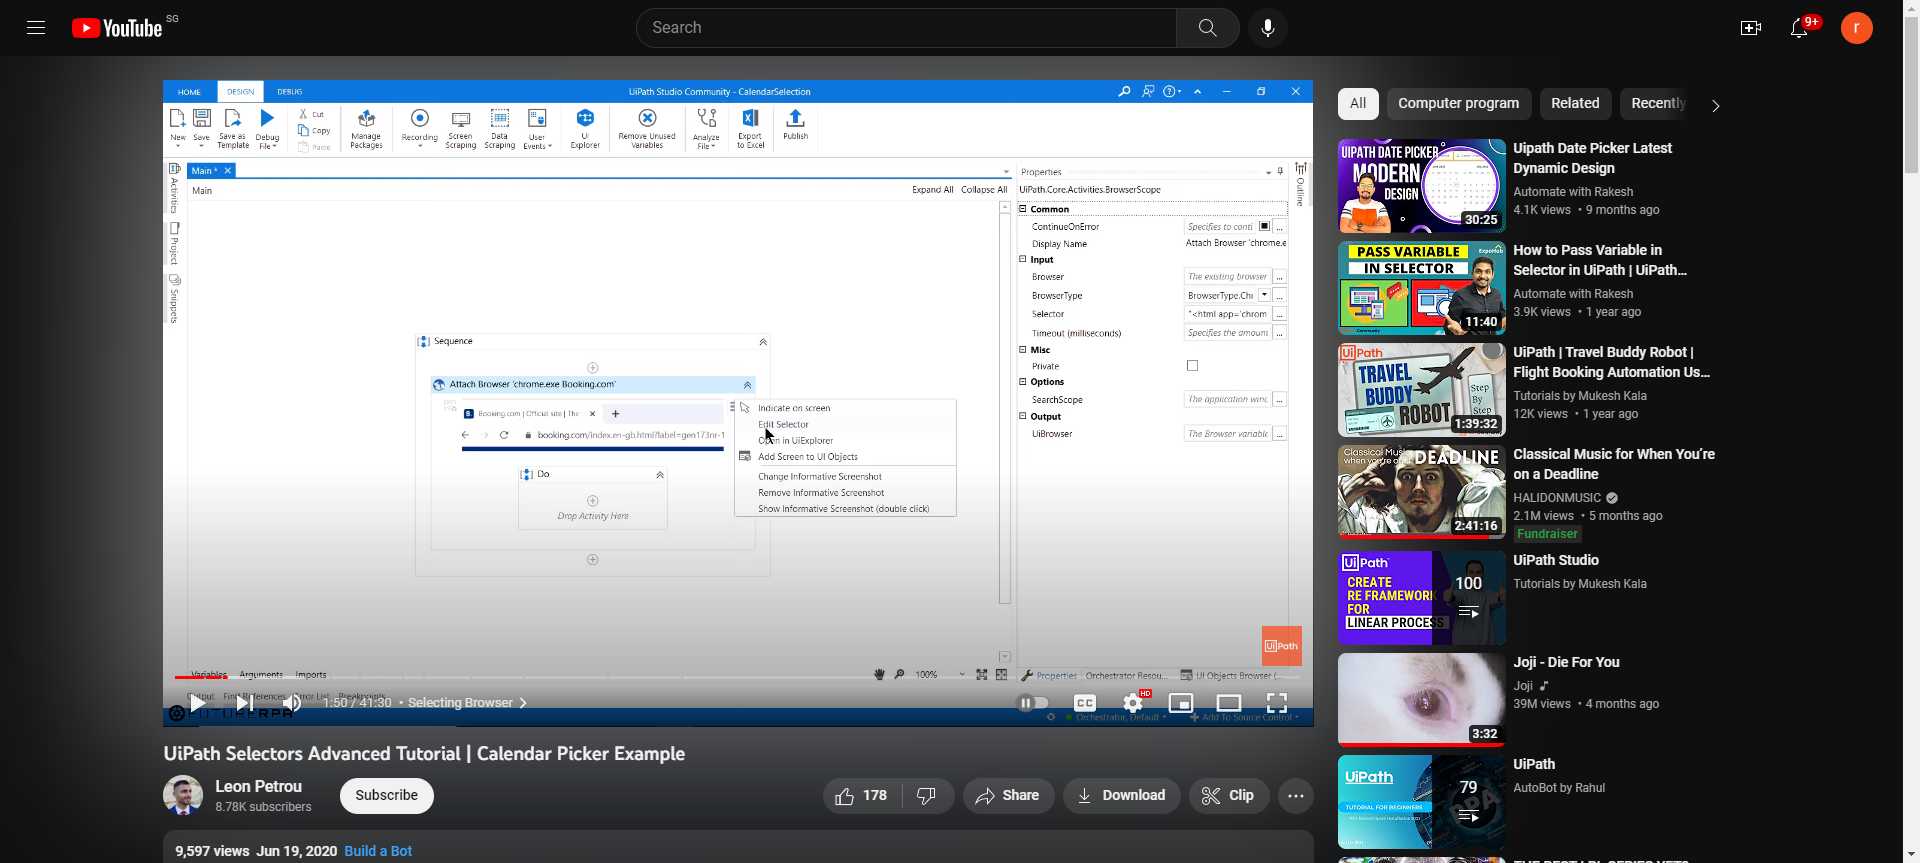 YouTube SG
Search
9+
r
HOME
DESIGN
DEBUG
UiPath Studio Community - CalendarSelection
New
Save
Save as Template
Debug File
Cut
Copy
Paste
Manage Packages
Recording
Screen Scraping
Data Scraping
User Events
UI Explorer
Remove Unused Variables
Analyze File
Export to Excel
Publish
Activities
Project
Snippets
Main *
Main
Expand All Collapse All
Sequence
Attach Browser 'chrome.exe Booking.com'
Booking.com | Official site | The
booking.com/index.en-gb.html?label=gen173nr-1
Do
Drop Activity Here
Indicate on screen
Edit Selector
Open in UiExplorer
Add Screen to UI Objects
Change Informative Screenshot
Remove Informative Screenshot
Show Informative Screenshot (double click)
Properties
Outline
UiPath.Core.Activities.BrowserScope
Common
ContinueOnError Specifies to conti ...
Display Name Attach Browser 'chrome.e
Input
Browser The existing browser ...
BrowserType BrowserType.Chr ...
Selector "<html app='chrom ...
Timeout (milliseconds) Specifies the amount ...
Misc
Private
Options
SearchScope The application wind ...
Output
UiBrowser The Browser variable ...
UiPath
Variables Arguments Imports
100%
Properties Orchestrator Resou... UI Objects Browser (...
Output Find References Error List Breakpoints
1:50 / 41:30 • Selecting Browser
CC
HD
FUTURERPA
Orchestrator, Default
Add To Source Control
UiPath Selectors Advanced Tutorial | Calendar Picker Example
Leon Petrou
8.78K subscribers
Subscribe
178
Share
Download
Clip
9,597 views Jun 19, 2020 Build a Bot
All
Computer program
Related
Recently
UIPATH DATE PICKER
MODERN
DESIGN
30:25
Uipath Date Picker Latest
Dynamic Design
Automate with Rakesh
4.1K views • 9 months ago
PASS VARIABLE
IN SELECTOR
ExpoHub
Community
11:40
How to Pass Variable in
Selector in UiPath | UiPath...
Automate with Rakesh
3.9K views • 1 year ago
UiPath
TRAVEL
BUDDY
ROBOT
Step
By
Step
1:39:32
UiPath | Travel Buddy Robot |
Flight Booking Automation Us...
Tutorials by Mukesh Kala
12K views • 1 year ago
Classical Music
when you're on a DEADLINE
2:41:16
Classical Music for When You're
on a Deadline
HALIDONMUSIC
2.1M views • 5 months ago
Fundraiser
UiPath
CREATE
RE FRAMEWORK
FOR
LINEAR PROCESS
100
UiPath Studio
Tutorials by Mukesh Kala
3:32
Joji - Die For You
Joji
39M views • 4 months ago
UiPath
TUTORIAL FOR BEGINNERS
79
UiPath
AutoBot by Rahul